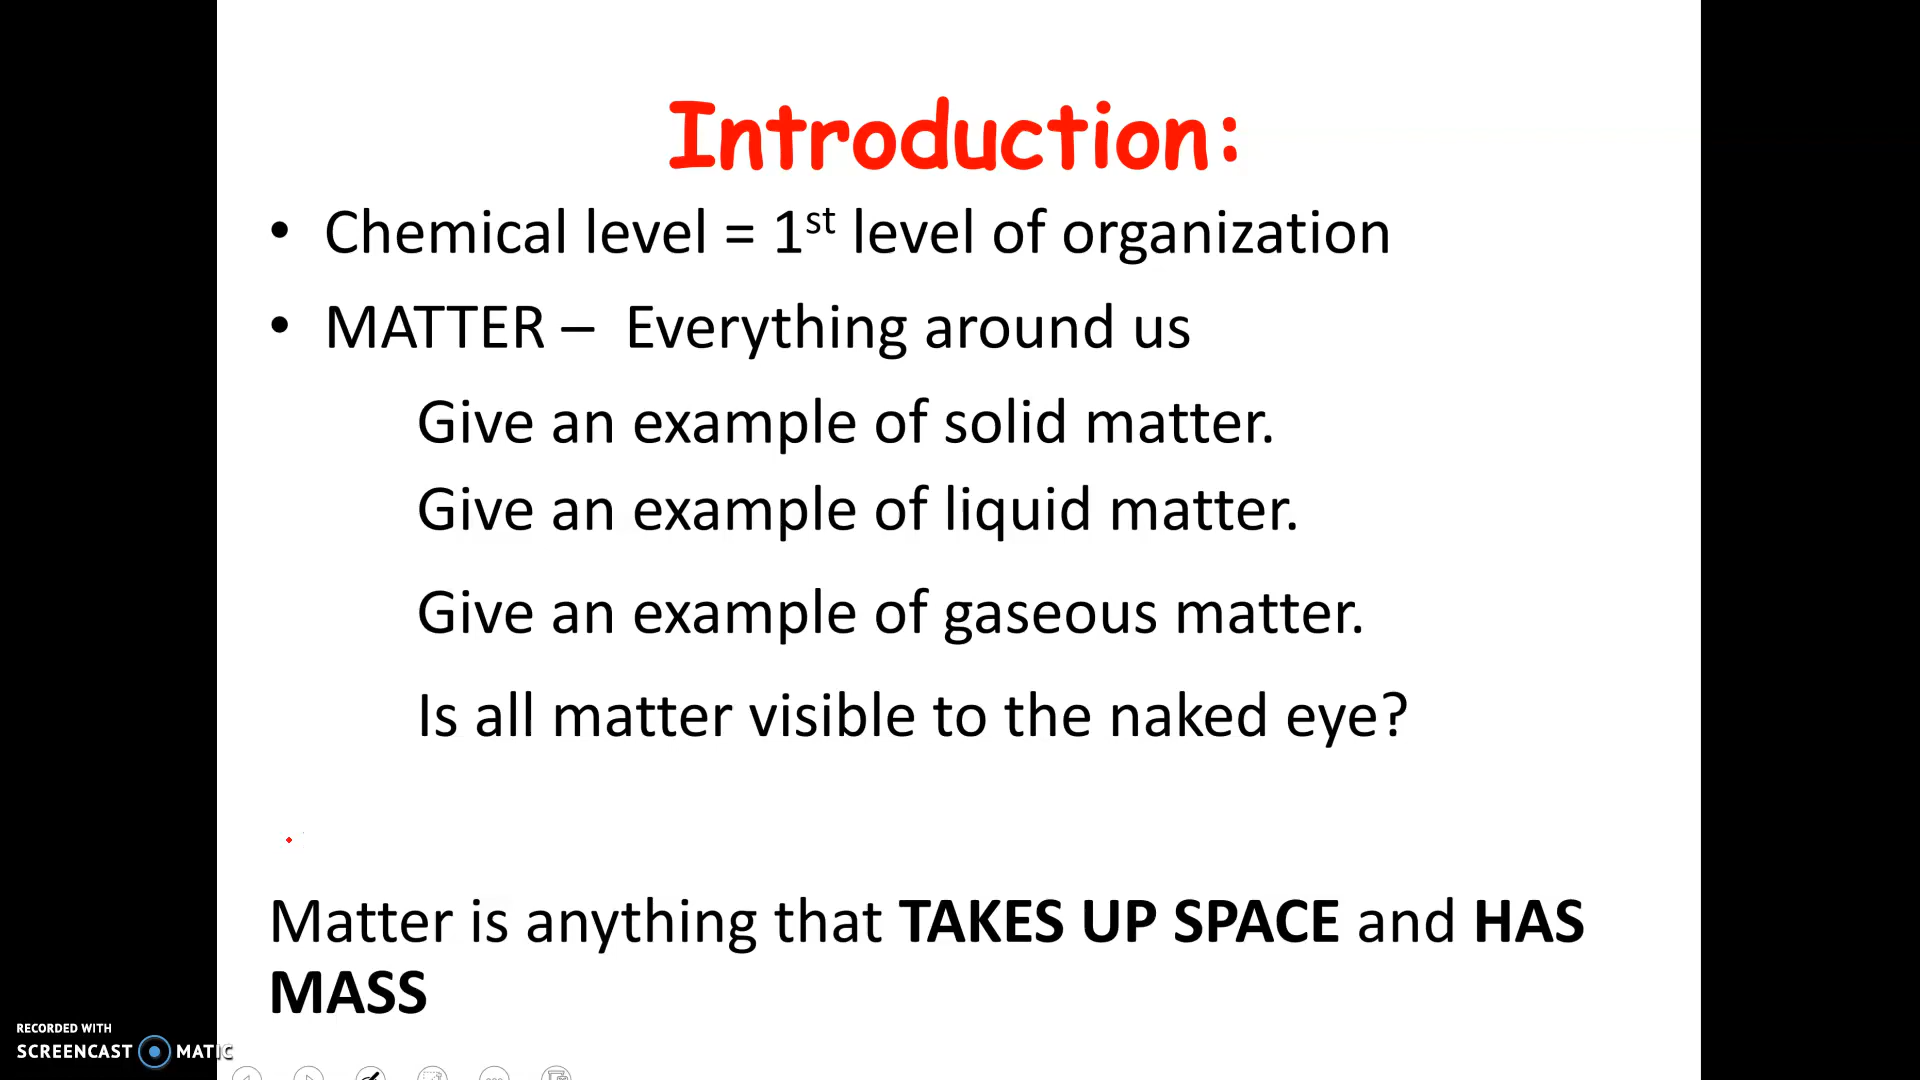 Introduction:
• Chemical level = 1st level of organization
• MATTER – Everything around us
Give an example of solid matter.
Give an example of liquid matter.
Give an example of gaseous matter.
Is all matter visible to the naked eye?
Matter is anything that TAKES UP SPACE and HAS
MASS
RECORDED WITH
SCREENCAST MATIC